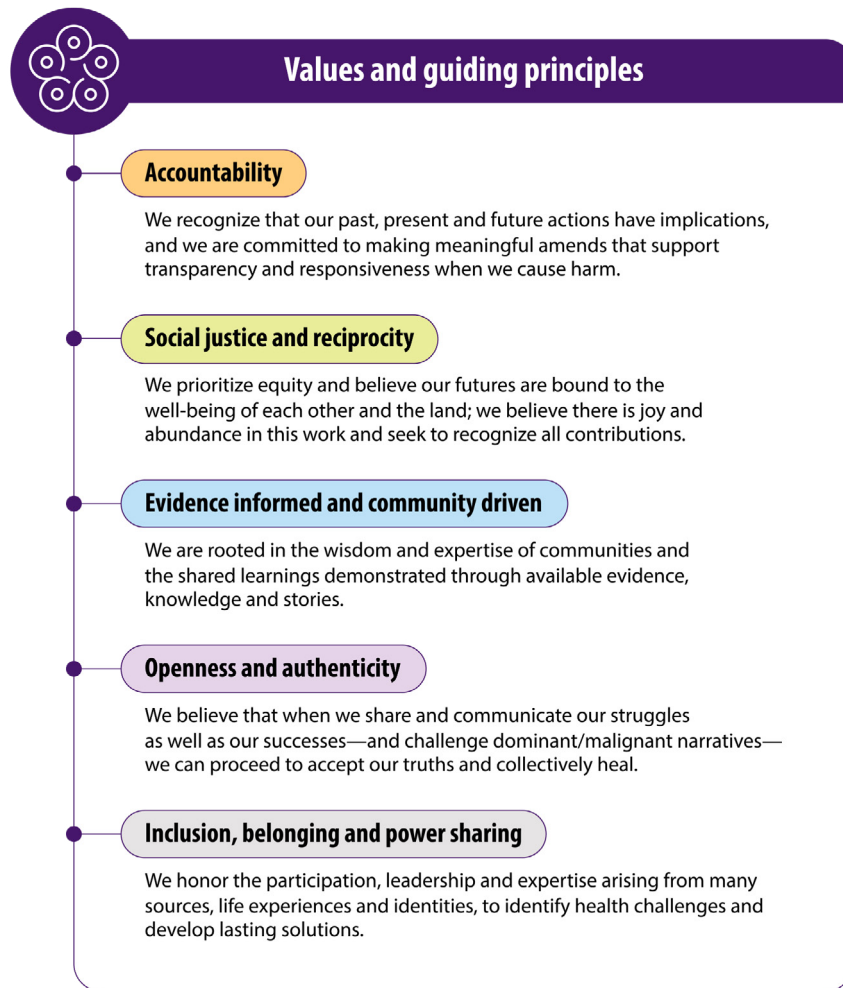 Values and guiding principles
Accountability
We recognize that our past, present and future actions have implications,
and we are committed to making meaningful amends that support
transparency and responsiveness when we cause harm.
Social justice and reciprocity
We prioritize equity and believe our futures are bound to the
well-being of each other and the land; we believe there is joy and
abundance in this work and seek to recognize all contributions.
Evidence informed and community driven
We are rooted in the wisdom and expertise of communities and
the shared learnings demonstrated through available evidence,
knowledge and stories.
Openness and authenticity
We believe that when we share and communicate our struggles
as well as our successes—and challenge dominant/malignant narratives—
we can proceed to accept our truths and collectively heal.
Inclusion, belonging and power sharing
We honor the participation, leadership and expertise arising from many
sources, life experiences and identities, to identify health challenges and
develop lasting solutions.